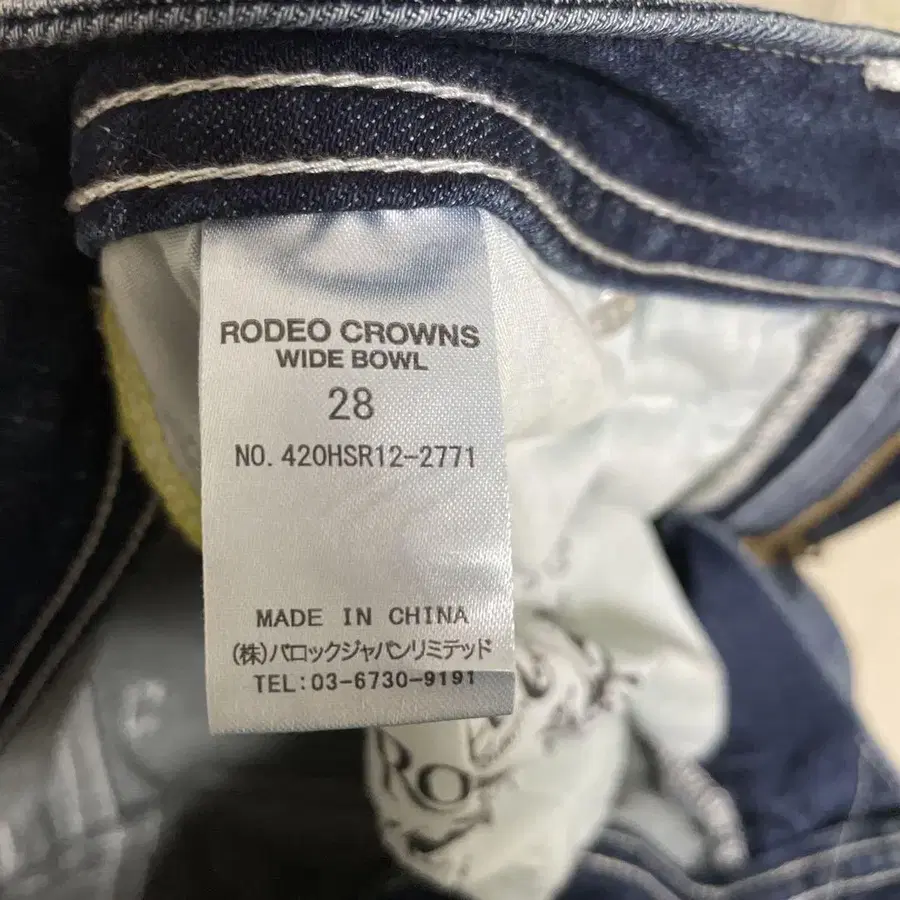 RODEO CROWNS
WIDE BOWL
28
NO. 420HSR12-2771
MADE IN CHINA
(株)バロックジャパンリミテッド
TEL:03-6730-9191
RO